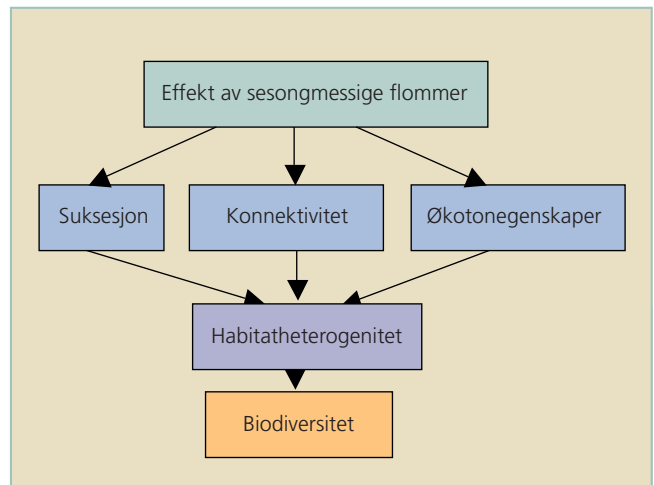 Effekt av sesongmessige flommer
Suksesjon
Konnektivitet
Økotonegenskaper
Habitatheterogenitet
Biodiversitet